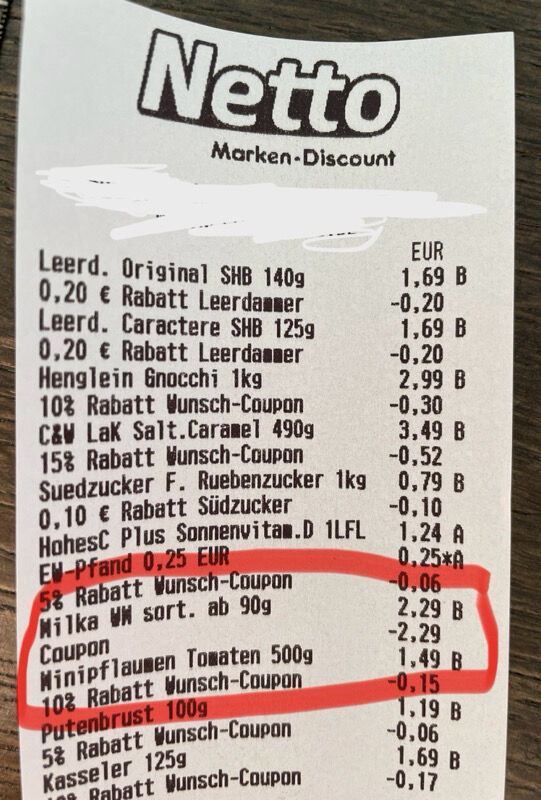 Netto
Marken-Discount
EUR
Leerd. Original SHB 140g 1,69 B
0,20 € Rabatt Leerdammer -0,20
Leerd. Caractere SHB 125g 1,69 B
0,20 € Rabatt Leerdammer -0,20
Henglein Gnocchi 1kg 2,99 B
10% Rabatt Wunsch-Coupon -0,30
C&W LaK Salt.Caramel 490g 3,49 B
15% Rabatt Wunsch-Coupon -0,52
Suedzucker F. Ruebenzucker 1kg 0,79 B
0,10 € Rabatt Südzucker -0,10
HohesC Plus Sonnenvitam.D 1LFL 1,24 A
EW-Pfand 0,25 EUR 0,25*A
5% Rabatt Wunsch-Coupon -0,06
Milka WM sort. ab 90g 2,29 B
Coupon -2,29
Minipflaumen Tomaten 500g 1,49 B
10% Rabatt Wunsch-Coupon -0,15
Putenbrust 100g 1,19 B
5% Rabatt Wunsch-Coupon -0,06
Kasseler 125g 1,69 B
10% Rabatt Wunsch-Coupon -0,17